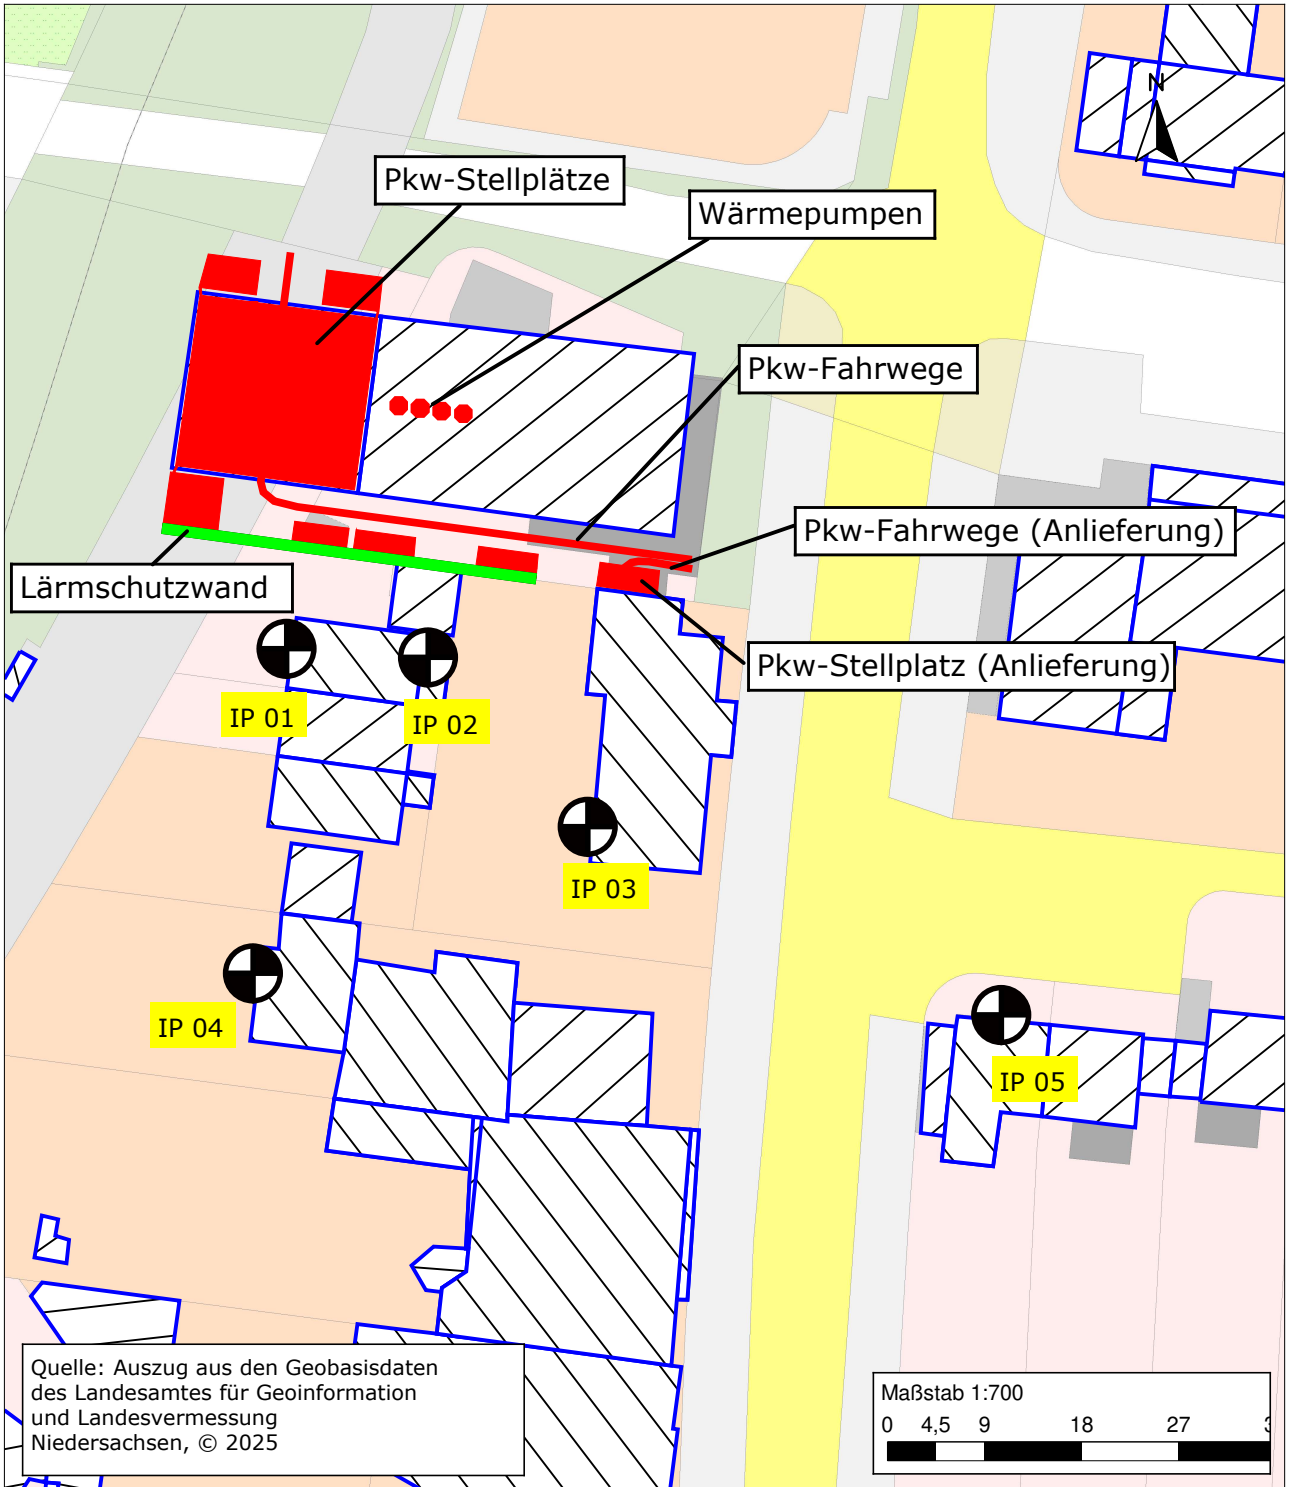 N
Pkw-Stellplätze
Wärmepumpen
Pkw-Fahrwege
Pkw-Fahrwege (Anlieferung)
Lärmschutzwand
Pkw-Stellplatz (Anlieferung)
IP 01
IP 02
IP 03
IP 04
IP 05
Quelle: Auszug aus den Geobasisdaten
des Landesamtes für Geoinformation
und Landesvermessung
Niedersachsen, © 2025
Maßstab 1:700
0 4,5 9 18 27